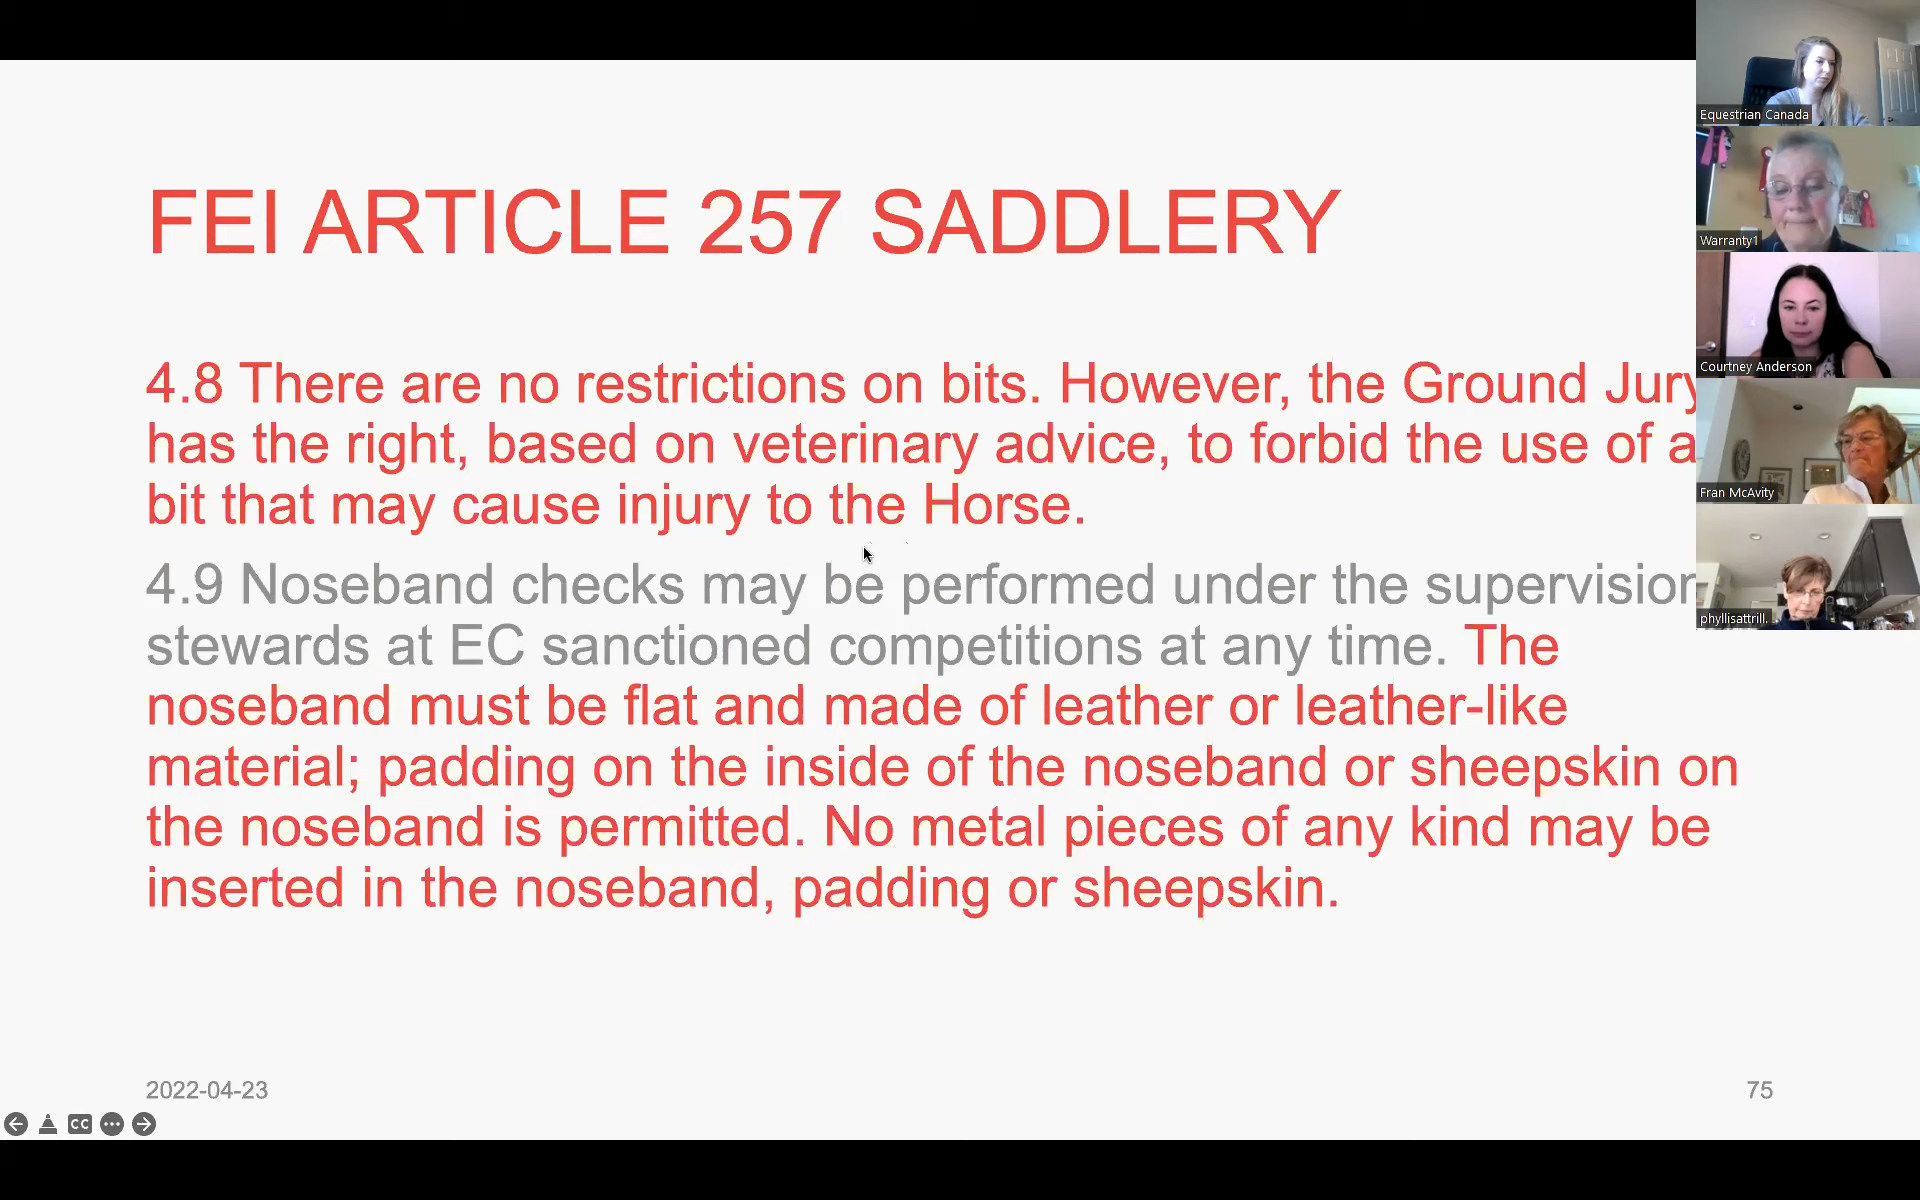 FEI ARTICLE 257 SADDLERY
4.8 There are no restrictions on bits. However, the Ground Jury
has the right, based on veterinary advice, to forbid the use of a
bit that may cause injury to the Horse.
4.9 Noseband checks may be performed under the supervision
stewards at EC sanctioned competitions at any time. The
noseband must be flat and made of leather or leather-like
material; padding on the inside of the noseband or sheepskin on
the noseband is permitted. No metal pieces of any kind may be
inserted in the noseband, padding or sheepskin.
2022-04-23
75
CC
Equestrian Canada
Warranty1
Courtney Anderson
Fran McAvity
phyllisattrill.